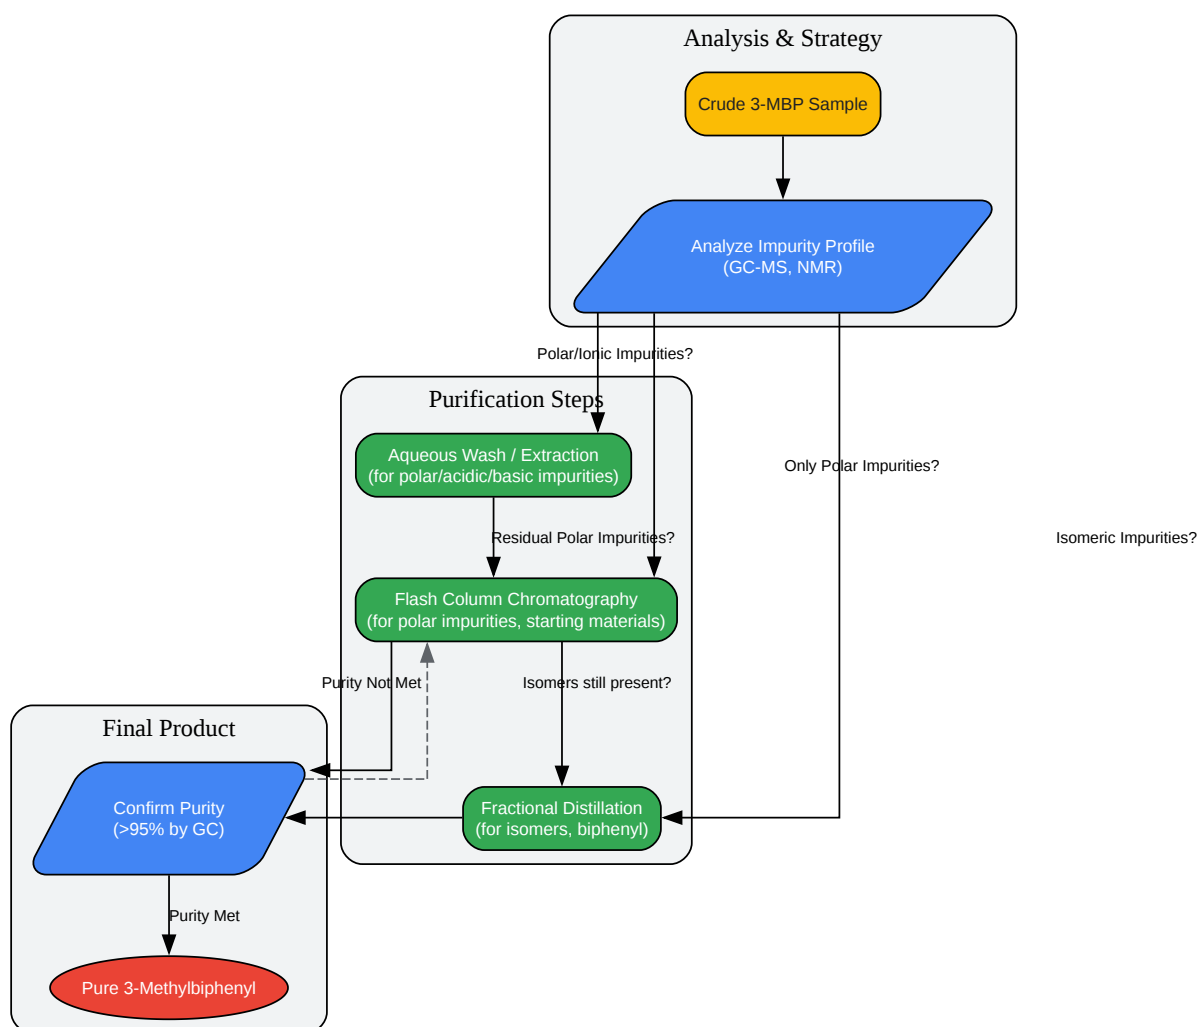 Analysis & Strategy
Crude 3-MBP Sample
Analyze Impurity Profile
(GC-MS, NMR)
Polar/Ionic Impurities?
Purification Steps
Aqueous Wash / Extraction
(for polar/acidic/basic impurities)
Only Polar Impurities?
Residual Polar Impurities?
Isomeric Impurities?
Flash Column Chromatography
(for polar impurities, starting materials)
Purity Not Met
Isomers still present?
Final Product
Confirm Purity
(>95% by GC)
Fractional Distillation
(for isomers, biphenyl)
Purity Met
Pure 3-Methylbiphenyl